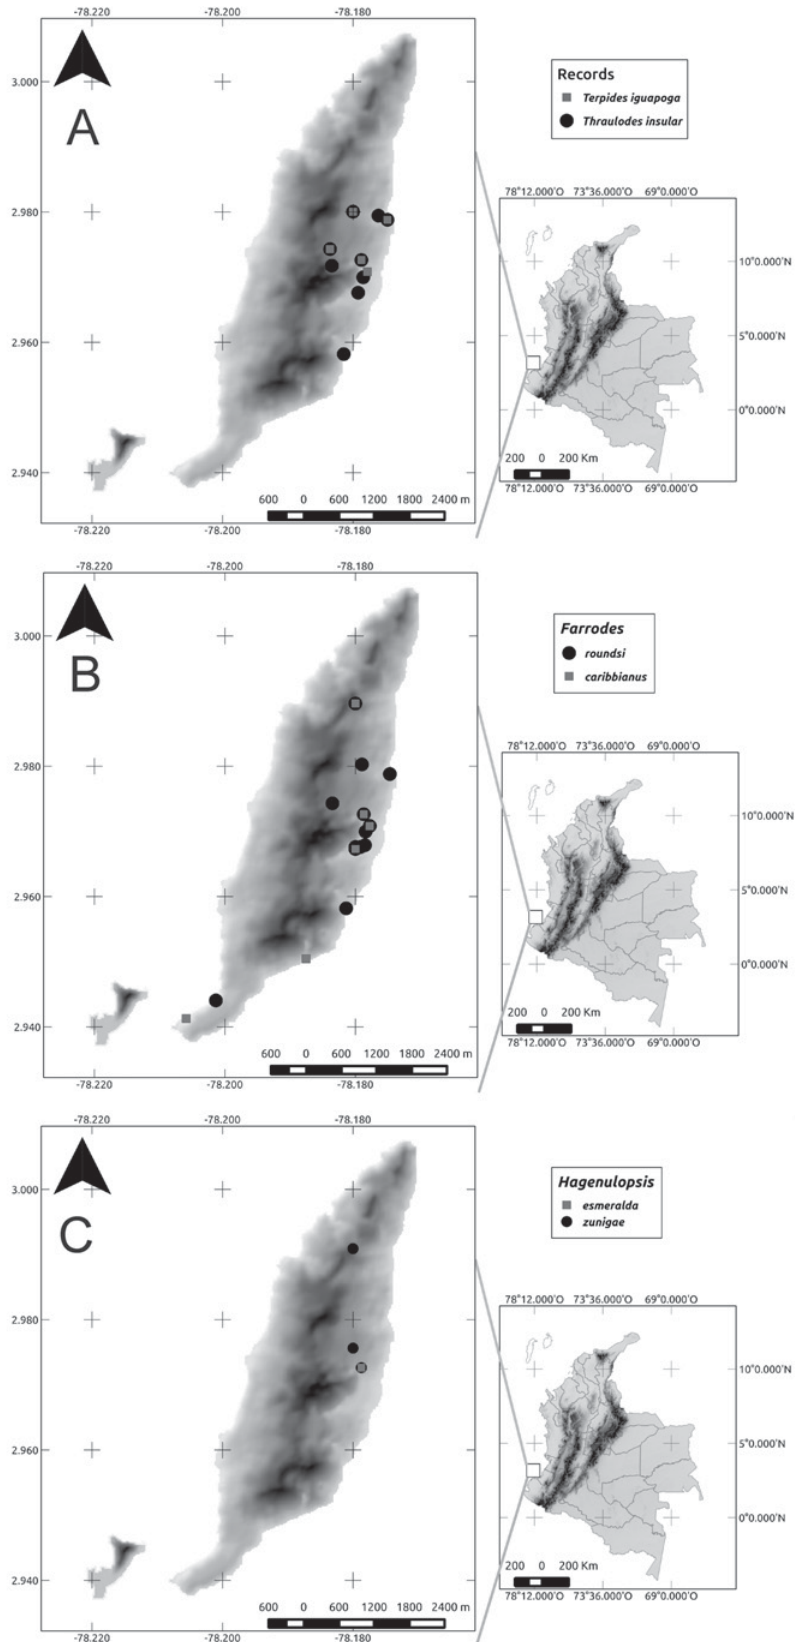 -78.220 -78.200 -78.180
3.000
A
2.980
2.960
2.940
600 0 600 1200 1800 2400 m
-78.220 -78.200 -78.180
Records
Terpides iguapoga
Thraulodes insular
78°12.000'O 73°36.000'O 69°0.000'O
10°0.000'N
5°0.000'N
0°0.000'N
200 0 200 Km
78°12.000'O 73°36.000'O 69°0.000'O
-78.220 -78.200 -78.180
3.000
B
2.980
2.960
2.940
600 0 600 1200 1800 2400 m
-78.220 -78.200 -78.180
Farrodes
roundsi
caribbianus
78°12.000'O 73°36.000'O 69°0.000'O
10°0.000'N
5°0.000'N
0°0.000'N
200 0 200 Km
78°12.000'O 73°36.000'O 69°0.000'O
-78.220 -78.200 -78.180
3.000
C
2.980
2.960
2.940
600 0 600 1200 1800 2400 m
-78.220 -78.200 -78.180
Hagenulopsis
esmeralda
zunigae
78°12.000'O 73°36.000'O 69°0.000'O
10°0.000'N
5°0.000'N
0°0.000'N
200 0 200 Km
78°12.000'O 73°36.000'O 69°0.000'O